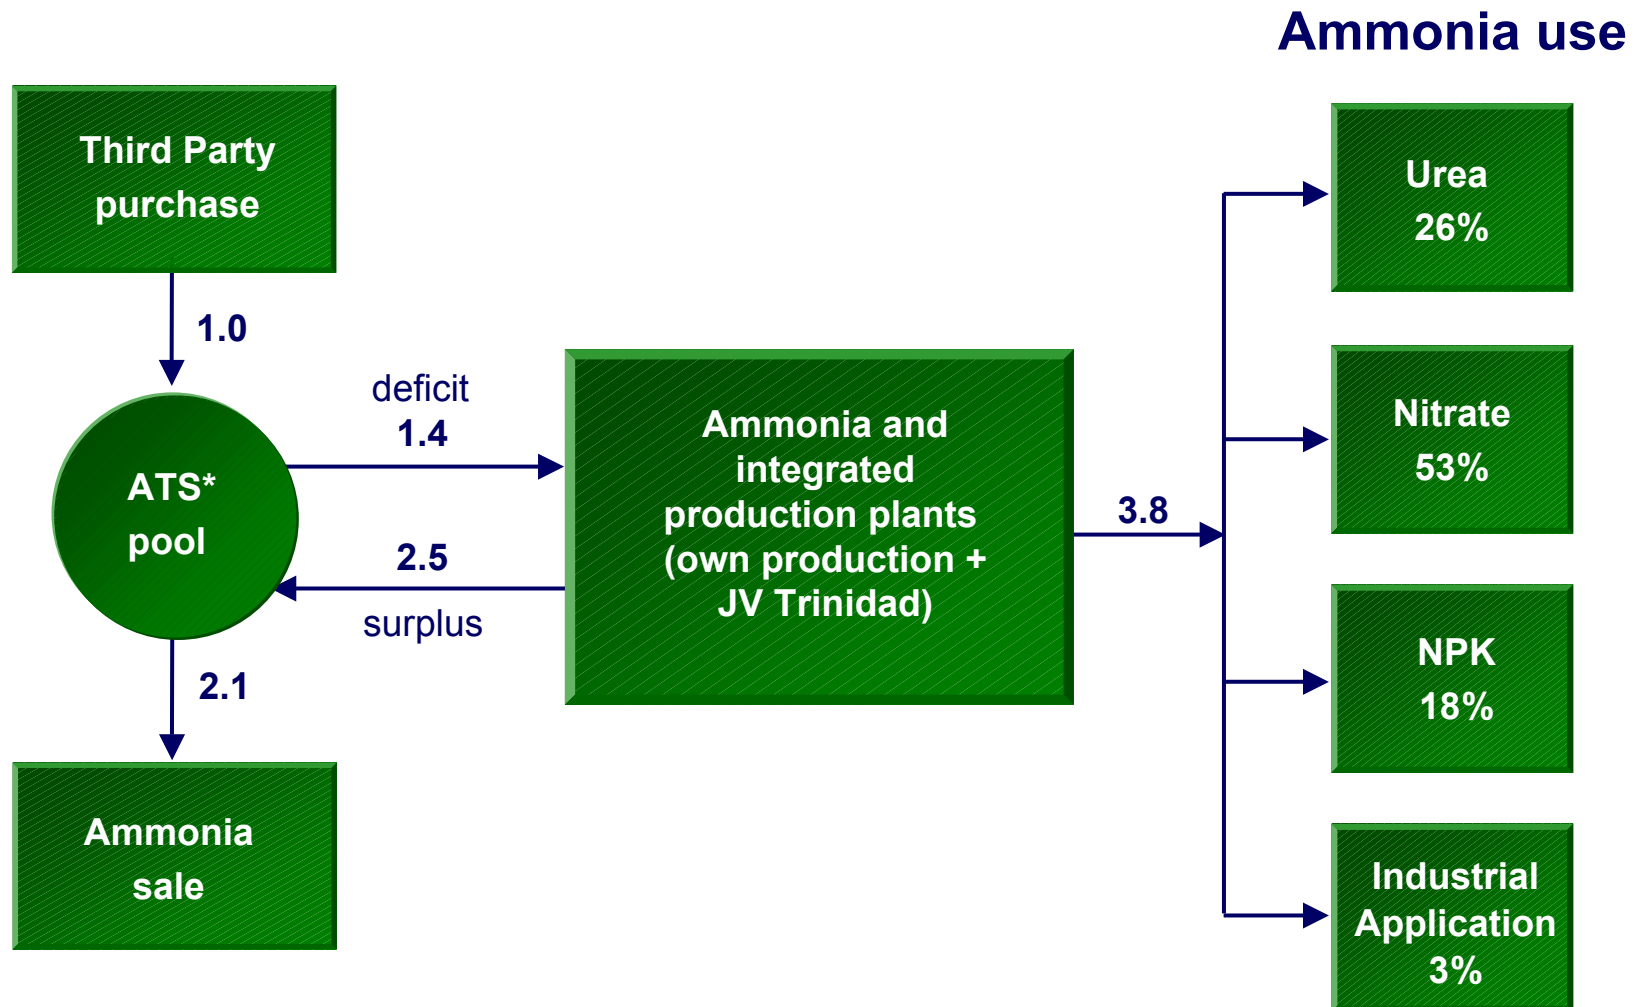 Ammonia use
Third Party
purchase
1.0
ATS*
pool
deficit
1.4
2.5
surplus
2.1
Ammonia
sale
Ammonia and
integrated
production plants
(own production +
JV Trinidad)
3.8
Urea
26%
Nitrate
53%
NPK
18%
Industrial
Application
3%